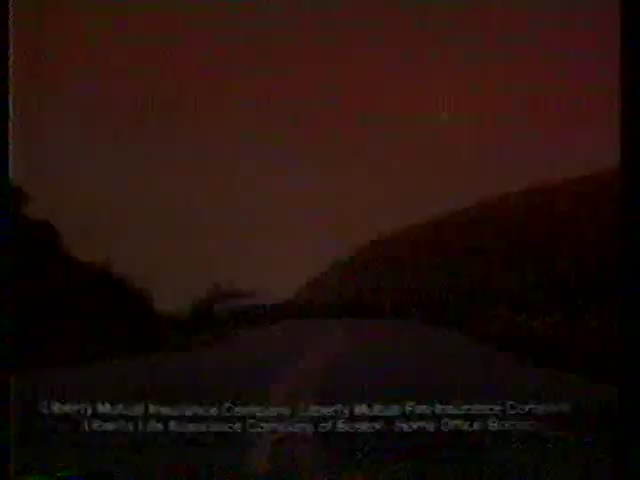 Liberty Mutual Insurance Company, Liberty Mutual Fire Insurance Company
Liberty Life Assurance Company of Boston. Home Office: Boston